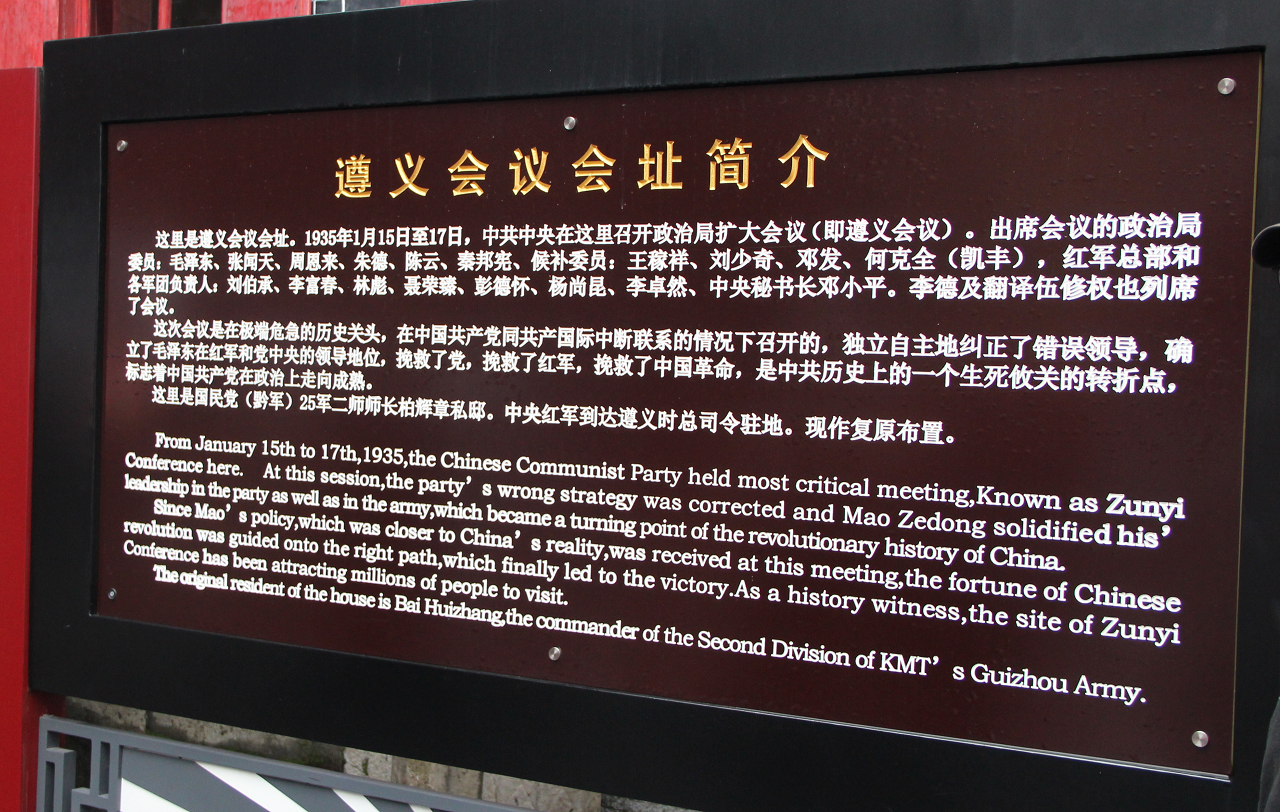 遵义会议会址简介
这里是遵义会议会址。1935年1月15日至17日，中共中央在这里召开政治局扩大会议（即遵义会议）。出席会议的政治局
委员：毛泽东、张闻天、周恩来、朱德、陈云、秦邦宪、候补委员：王稼祥、刘少奇、邓发、何克全（凯丰），红军总部和
各军团负责人：刘伯承、李富春、林彪、聂荣臻、彭德怀、杨尚昆、李卓然、中央秘书长邓小平。李德及翻译伍修权也列席
了会议。
这次会议是在极端危急的历史关头，在中国共产党同共产国际中断联系的情况下召开的，独立自主地纠正了错误领导，确
立了毛泽东在红军和党中央的领导地位，挽救了党，挽救了红军，挽救了中国革命，是中共历史上的一个生死攸关的转折点，
标志着中国共产党在政治上走向成熟。
这里是国民党（黔军）25军二师师长柏辉章私邸。中央红军到达遵义时总司令驻地。现作复原布置。
From January 15th to 17th,1935,the Chinese Communist Party held most critical meeting,Known as Zunyi
Conference here. At this session,the party’s wrong strategy was corrected and Mao Zedong solidified his’
leadership in the party as well as in the army,which became a turning point of the revolutionary history of China.
Since Mao’s policy,which was closer to China’s reality,was received at this meeting,the fortune of Chinese
revolution was guided onto the right path,which finally led to the victory.As a history witness,the site of Zunyi
Conference has been attracting millions of people to visit.
The original resident of the house is Bai Huizhang,the commander of the Second Division of KMT’s Guizhou Army.